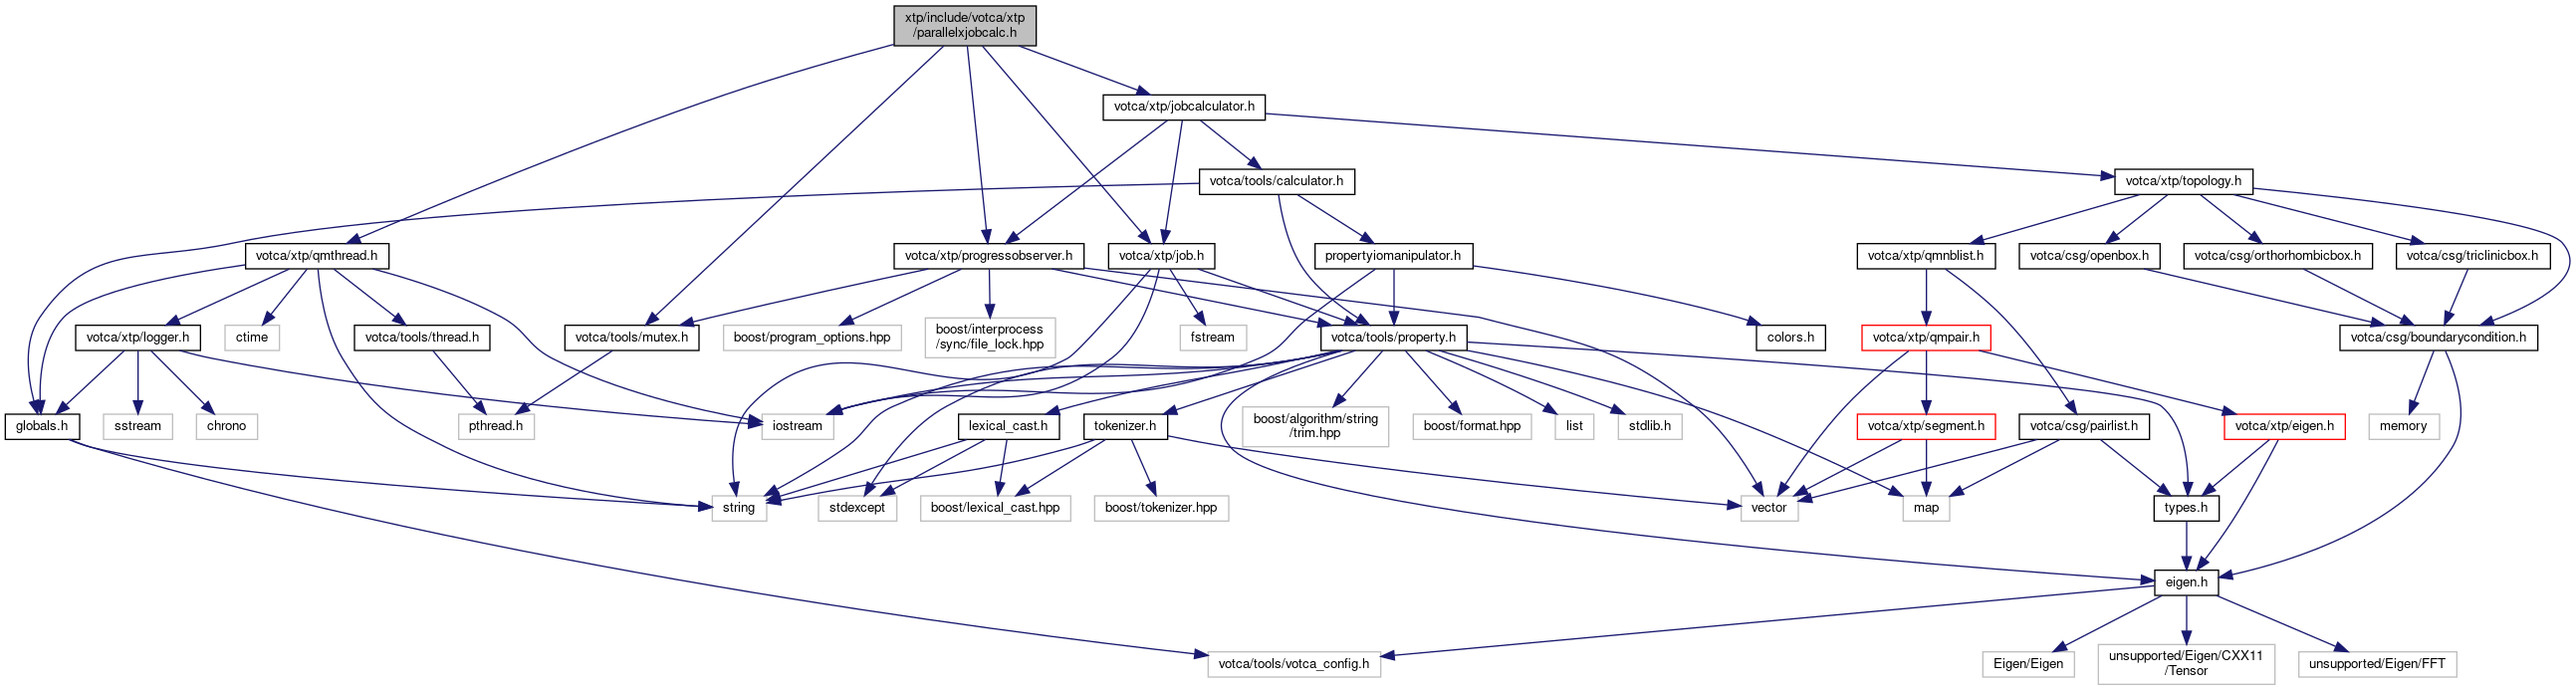 xtp/include/votca/xtp
/parallelxjobcalc.h
votca/xtp/jobcalculator.h
votca/tools/calculator.h
votca/xtp/topology.h
votca/xtp/qmthread.h
votca/xtp/progressobserver.h
votca/xtp/job.h
propertyiomanipulator.h
votca/xtp/qmnblist.h
votca/csg/openbox.h
votca/csg/orthorhombicbox.h
votca/csg/triclinicbox.h
votca/xtp/logger.h
ctime
votca/tools/thread.h
votca/tools/mutex.h
boost/program_options.hpp
boost/interprocess
/sync/file_lock.hpp
fstream
votca/tools/property.h
colors.h
votca/xtp/qmpair.h
votca/csg/boundarycondition.h
globals.h
sstream
chrono
pthread.h
iostream
lexical_cast.h
tokenizer.h
boost/algorithm/string
/trim.hpp
boost/format.hpp
list
stdlib.h
votca/xtp/segment.h
votca/csg/pairlist.h
votca/xtp/eigen.h
memory
string
stdexcept
boost/lexical_cast.hpp
boost/tokenizer.hpp
vector
map
types.h
eigen.h
votca/tools/votca_config.h
Eigen/Eigen
unsupported/Eigen/CXX11
/Tensor
unsupported/Eigen/FFT